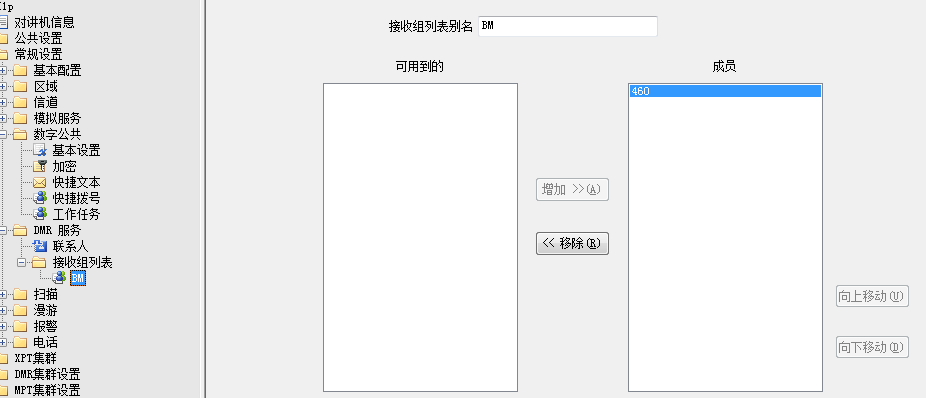 对讲机信息
公共设置
常规设置
基本配置
区域
信道
模拟服务
数字公共
基本设置
加密
快捷文本
快捷拨号
工作任务
DMR 服务
联系人
接收组列表
BM
扫描
漫游
报警
电话
XPT集群
DMR集群设置
MPT集群设置
接收组列表别名 BM
可用到的
成员
460
增加 >>(A)
<< 移除(R)
向上移动(U)
向下移动(D)